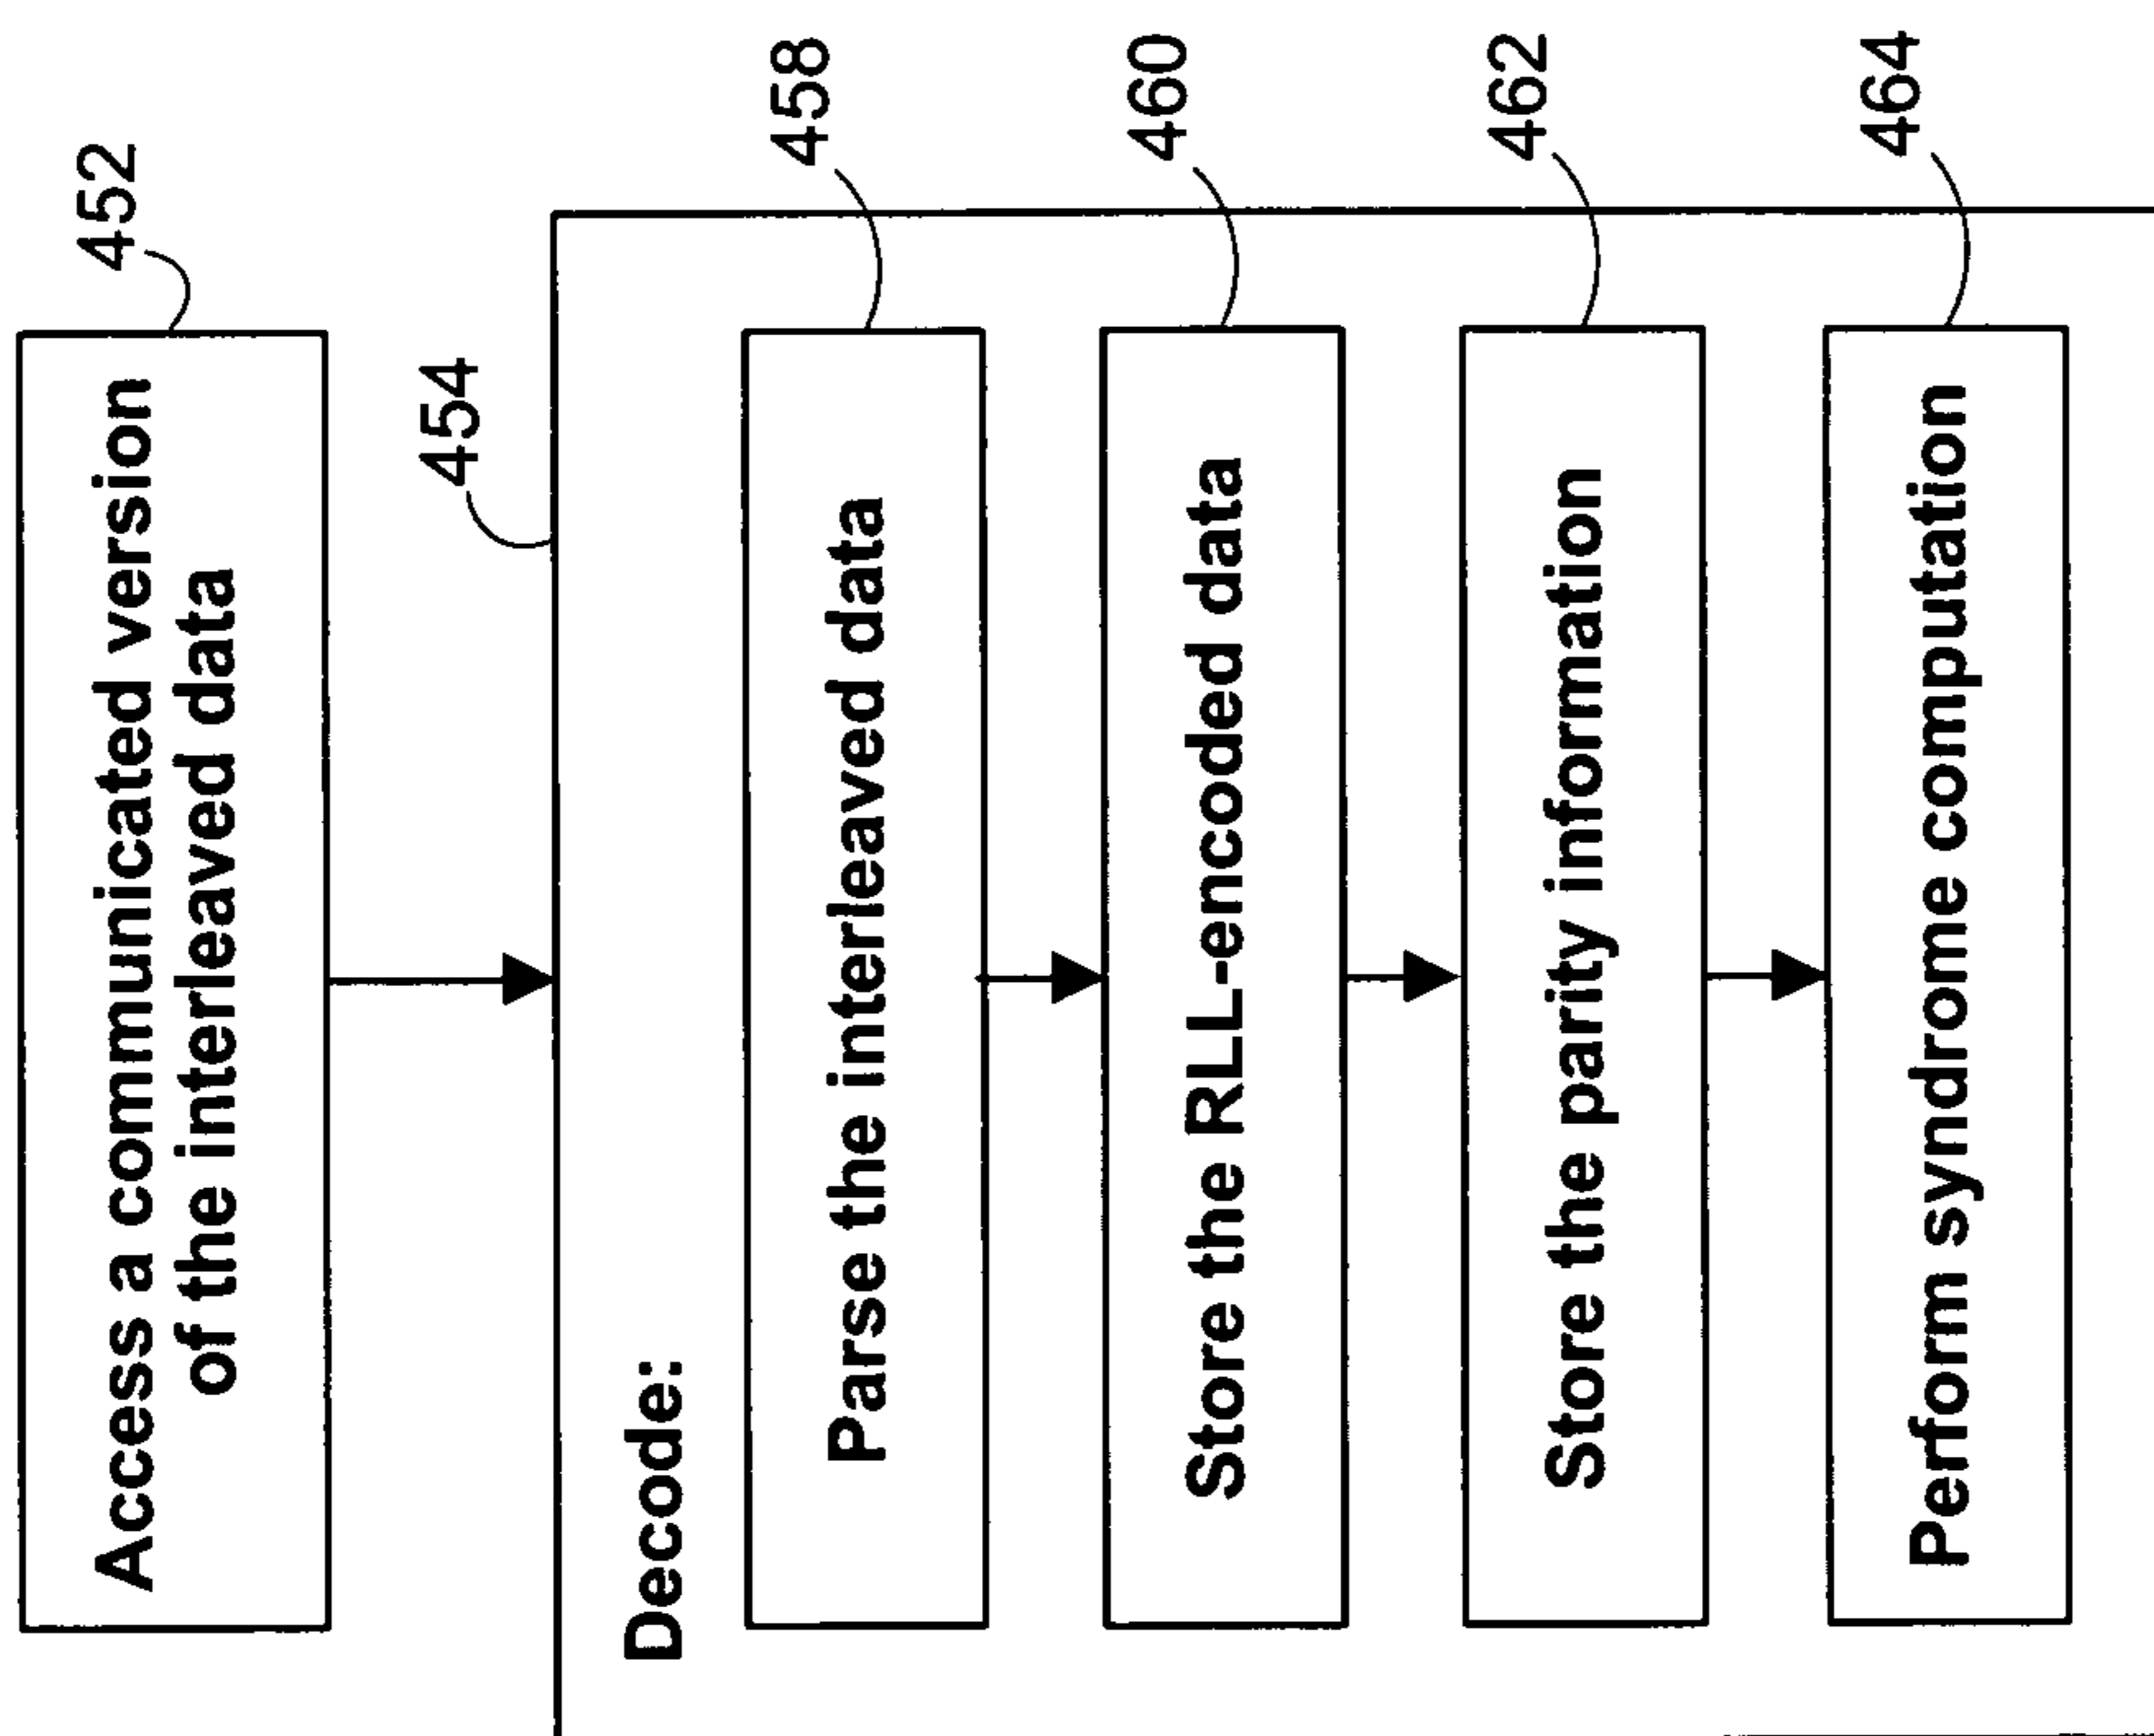 452
Access a communicated version
of the interleaved data
454
Decode:
458
Parse the interleaved data
460
Store the RLL-encoded data
462
Store the parity information
464
Perform syndrome computation